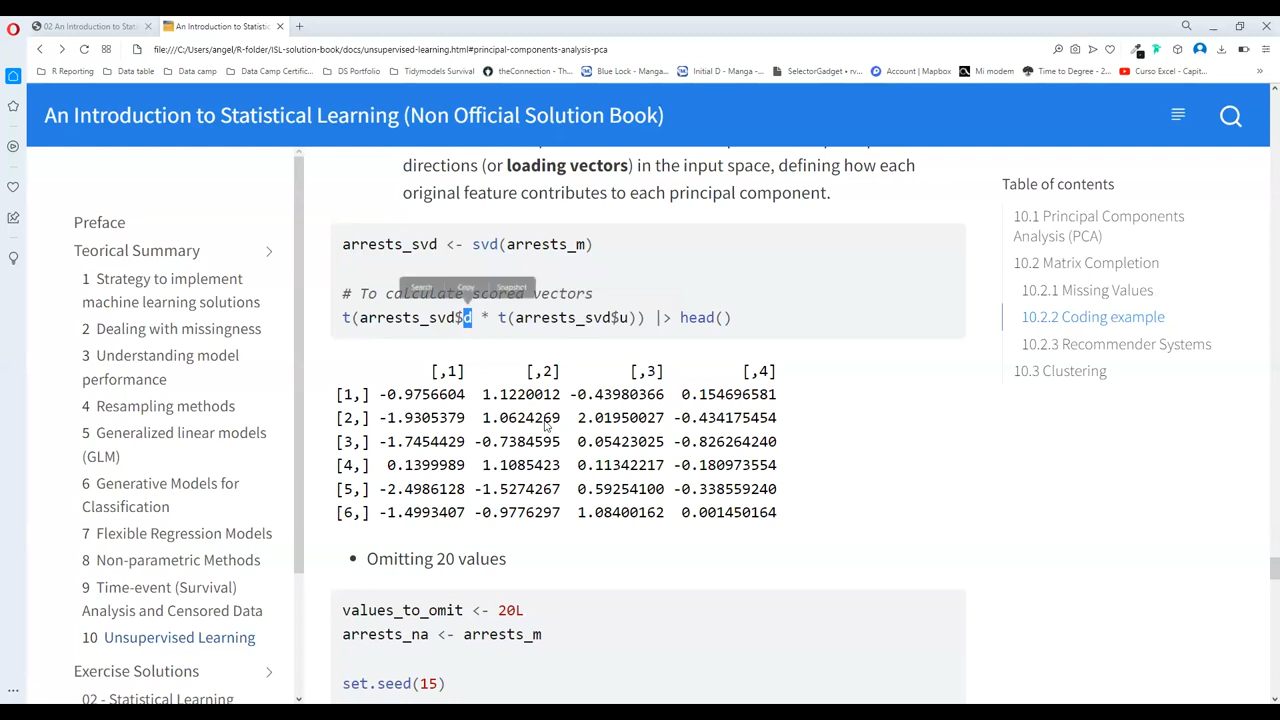 02 An Introduction to Stati
An Introduction to Statistic
file:///C:/Users/angel/R-folder/ISL-solution-book/docs/unsupervised-learning.html#principal-components-analysis-pca
R Reporting
Data table
Data camp
Data Camp Certific...
DS Portfolio
Tidymodels Survival
theConnection - Th...
Blue Lock - Manga...
Initial D - Manga -...
SelectorGadget • rv...
Account | Mapbox
Mi modem
Time to Degree - 2...
Curso Excel - Capit...
An Introduction to Statistical Learning (Non Official Solution Book)
Preface
Teorical Summary
1 Strategy to implement
machine learning solutions
2 Dealing with missingness
3 Understanding model
performance
4 Resampling methods
5 Generalized linear models
(GLM)
6 Generative Models for
Classification
7 Flexible Regression Models
8 Non-parametric Methods
9 Time-event (Survival)
Analysis and Censored Data
10 Unsupervised Learning
Exercise Solutions
02 - Statistical Learning
directions (or loading vectors) in the input space, defining how each
original feature contributes to each principal component.
arrests_svd <- svd(arrests_m)
Search Copy Snapshot
# To calculate scored vectors
t(arrests_svd$d * t(arrests_svd$u)) |> head()
[,1] [,2] [,3] [,4]
[1,] -0.9756604 1.1220012 -0.43980366 0.154696581
[2,] -1.9305379 1.0624269 2.01950027 -0.434175454
[3,] -1.7454429 -0.7384595 0.05423025 -0.826264240
[4,] 0.1399989 1.1085423 0.11342217 -0.180973554
[5,] -2.4986128 -1.5274267 0.59254100 -0.338559240
[6,] -1.4993407 -0.9776297 1.08400162 0.001450164
• Omitting 20 values
values_to_omit <- 20L
arrests_na <- arrests_m
set.seed(15)
Table of contents
10.1 Principal Components
Analysis (PCA)
10.2 Matrix Completion
10.2.1 Missing Values
10.2.2 Coding example
10.2.3 Recommender Systems
10.3 Clustering